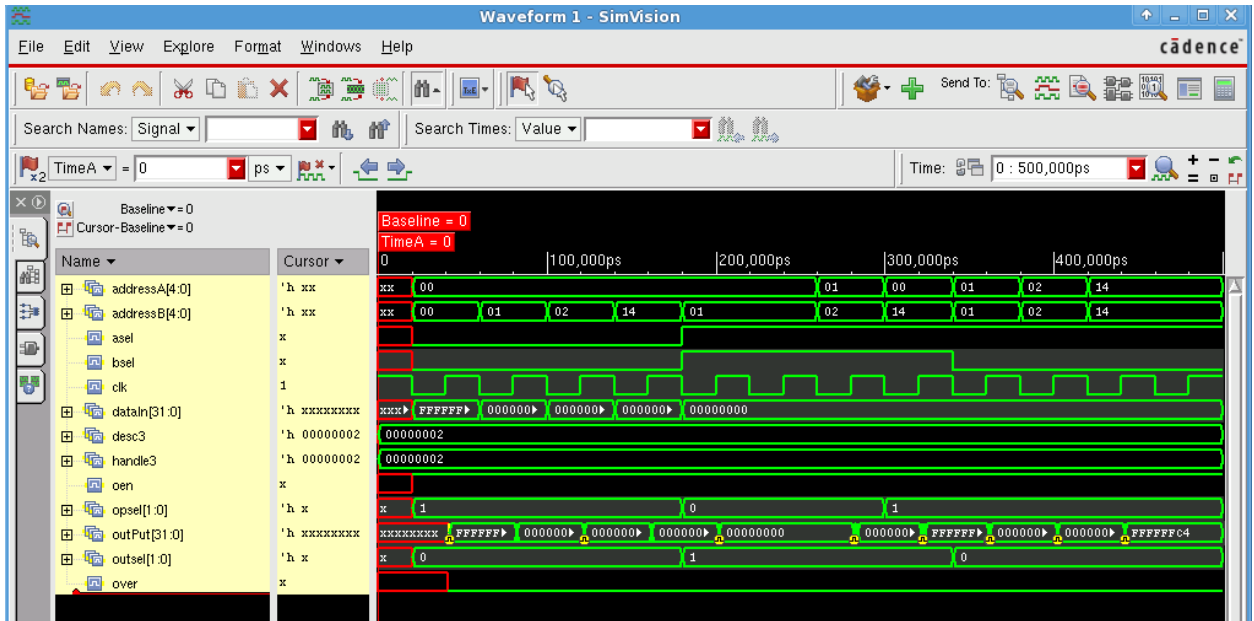 Waveform 1 - SimVision
File Edit View Explore Format Windows Help cādence
Send To:
Search Names: Signal Search Times: Value
x2 TimeA = 0 ps Time: 0 : 500,000ps
Baseline = 0
Cursor-Baseline = 0
Baseline = 0
TimeA = 0
Name Cursor 0 100,000ps 200,000ps 300,000ps 400,000ps
addressA[4:0] 'h xx xx 00 01 00 01 02 14
addressB[4:0] 'h xx xx 00 01 02 14 01 02 14 01 02 14
asel x
bsel x
clk 1
dataIn[31:0] 'h xxxxxxxx xxx FFFFFF 000000 000000 000000 00000000
desc3 'h 00000002 00000002
handle3 'h 00000002 00000002
oen x
opsel[1:0] 'h x x 1 0 1
outPut[31:0] 'h xxxxxxxx xxxxxxxx FFFFFF 000000 000000 000000 00000000 000000 FFFFFF 000000 000000 FFFFFFC4
outsel[1:0] 'h x x 0 1 0
over x